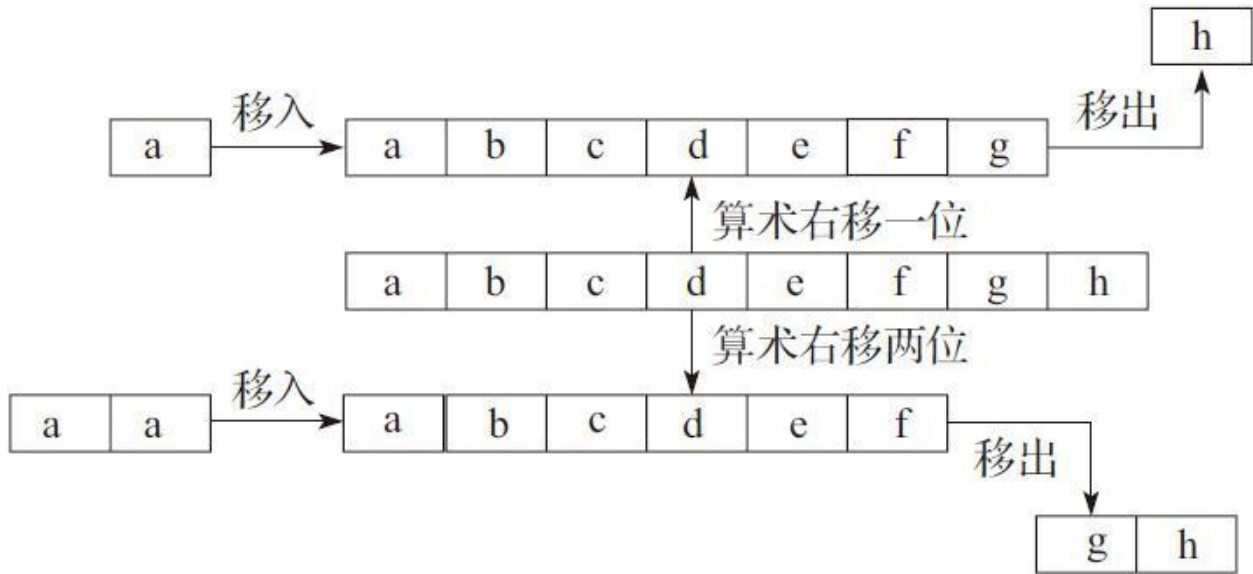 h
移入
移出
a a b c d e f g
算术右移一位
a b c d e f g h
算术右移两位
移入
a a a b c d e f
移出
g h